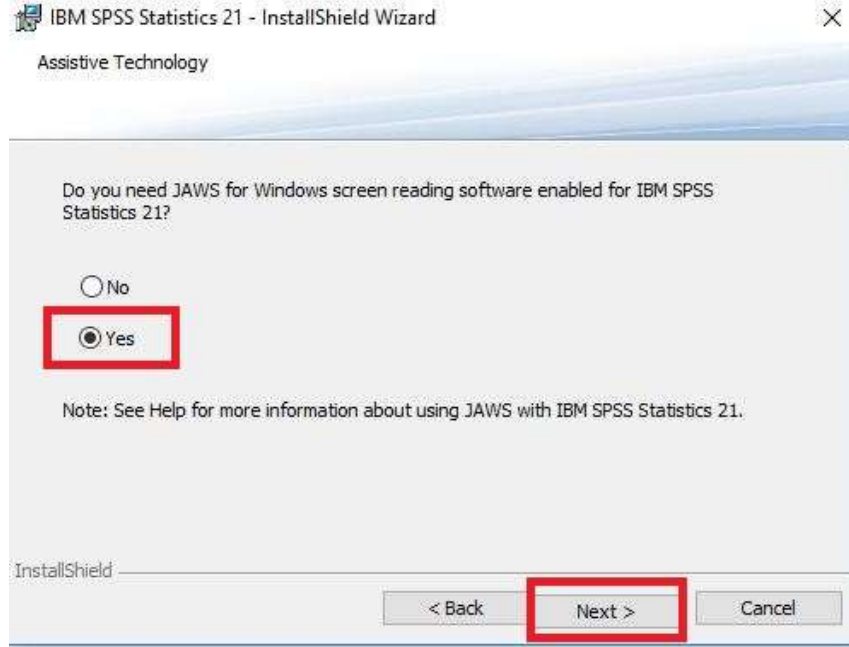 IBM SPSS Statistics 21 - InstallShield Wizard
Assistive Technology
Do you need JAWS for Windows screen reading software enabled for IBM SPSS
Statistics 21?
No
Yes
Note: See Help for more information about using JAWS with IBM SPSS Statistics 21.
InstallShield
< Back Next > Cancel